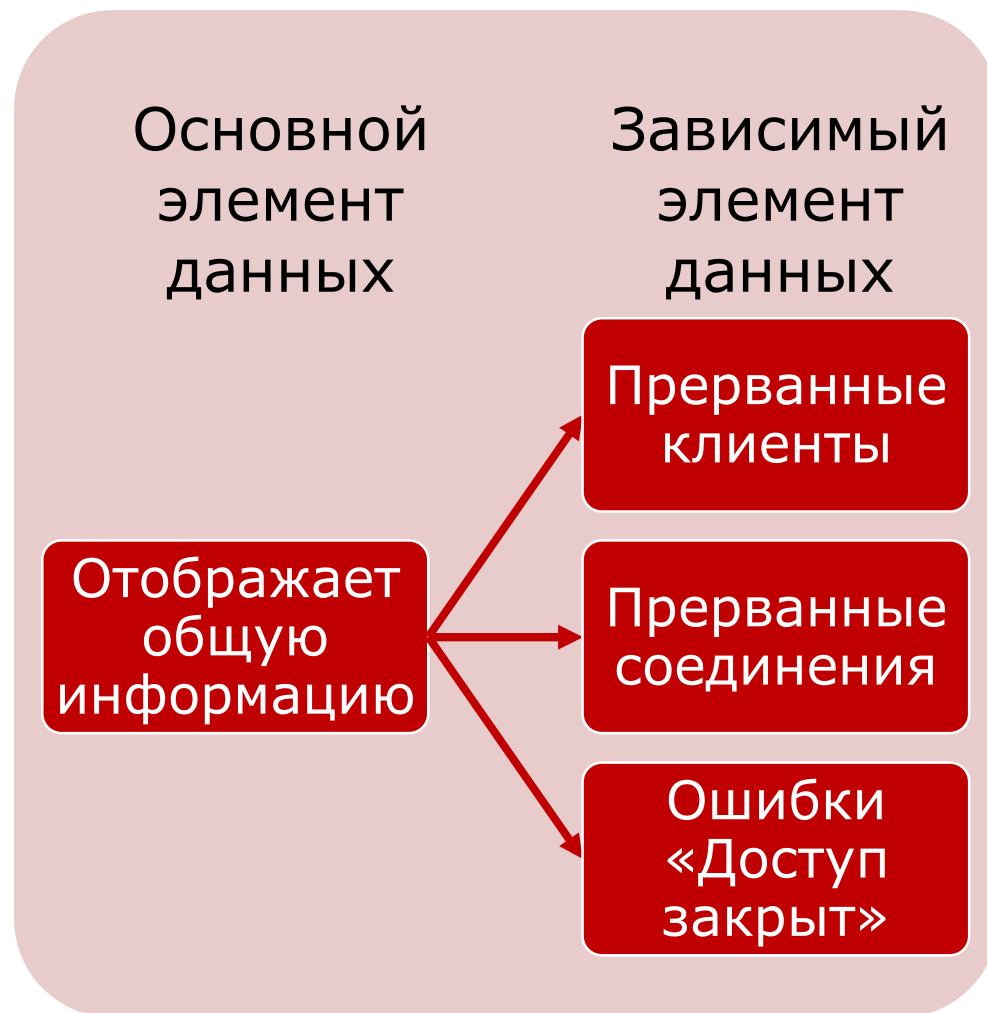 Основной
элемент
данных
Зависимый
элемент
данных
Отображает
общую
информацию
Прерванные
клиенты
Прерванные
соединения
Ошибки
«Доступ
закрыт»